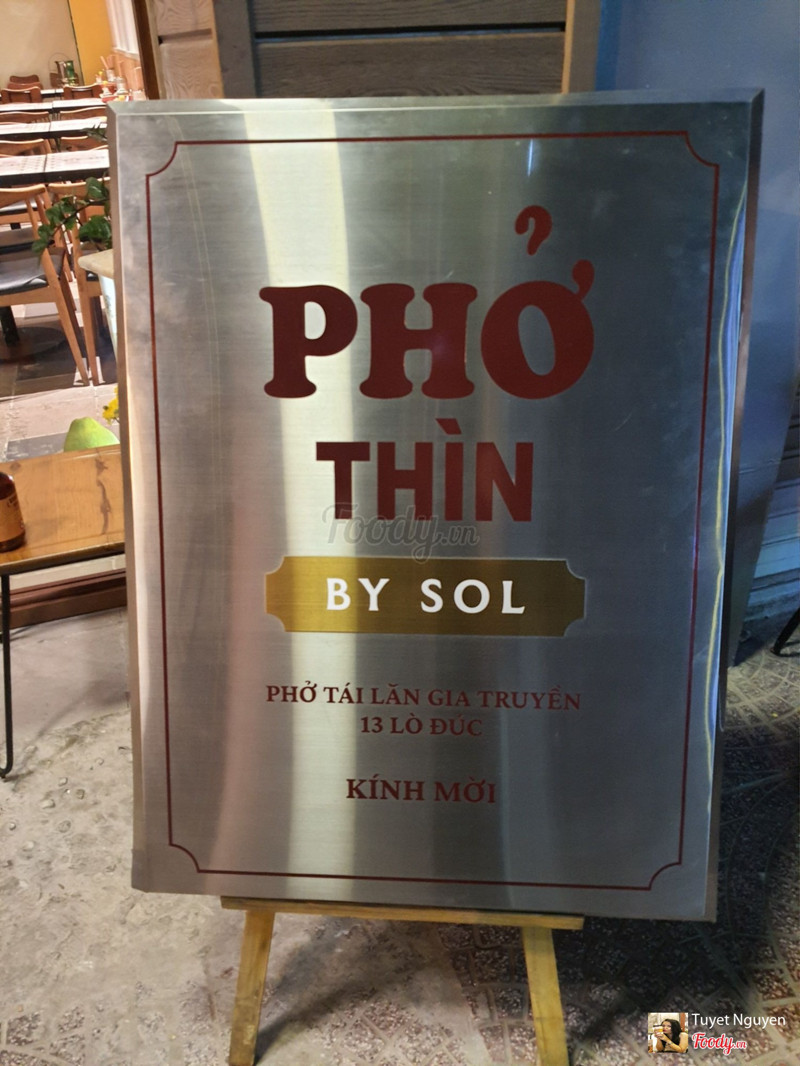 PHỞ
THÌN
Foody.vn
BY SOL
PHỞ TÁI LĂN GIA TRUYỀN
13 LÒ ĐÚC
KÍNH MỜI
Tuyet Nguyen
Foody.vn